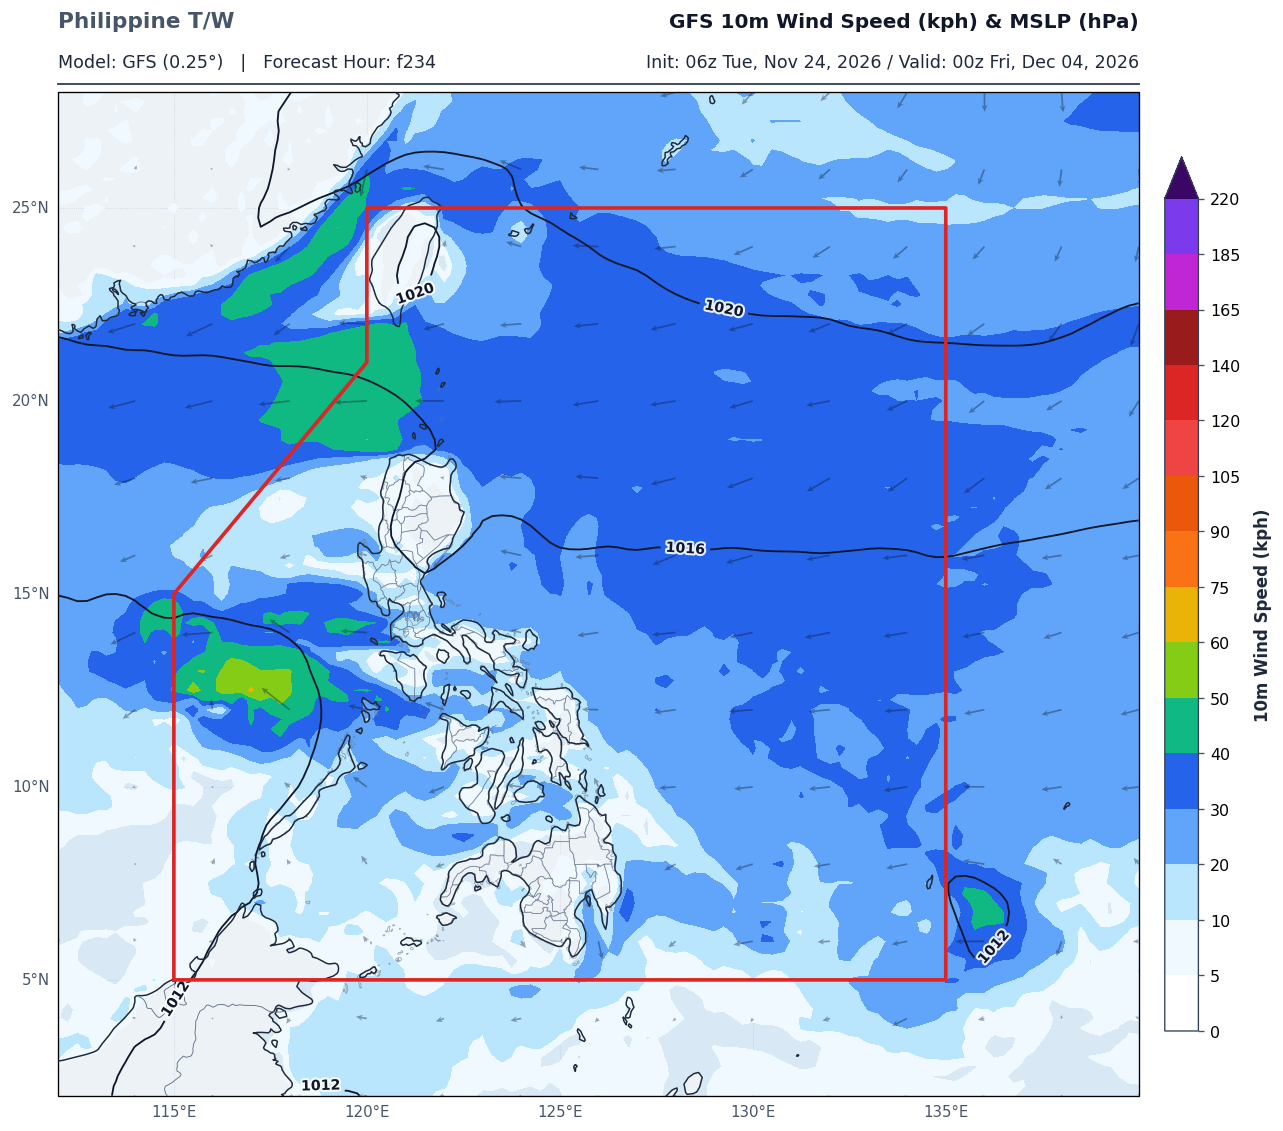 Philippine T/W
GFS 10m Wind Speed (kph) & MSLP (hPa)
Model: GFS (0.25°)   |   Forecast Hour: f234
Init: 06z Tue, Nov 24, 2026 / Valid: 00z Fri, Dec 04, 2026
25°N
20°N
15°N
10°N
5°N
115°E
120°E
125°E
130°E
135°E
1020
1020
1016
1012
1012
1012
220
185
165
140
120
105
90
75
60
50
40
30
20
10
5
0
10m Wind Speed (kph)